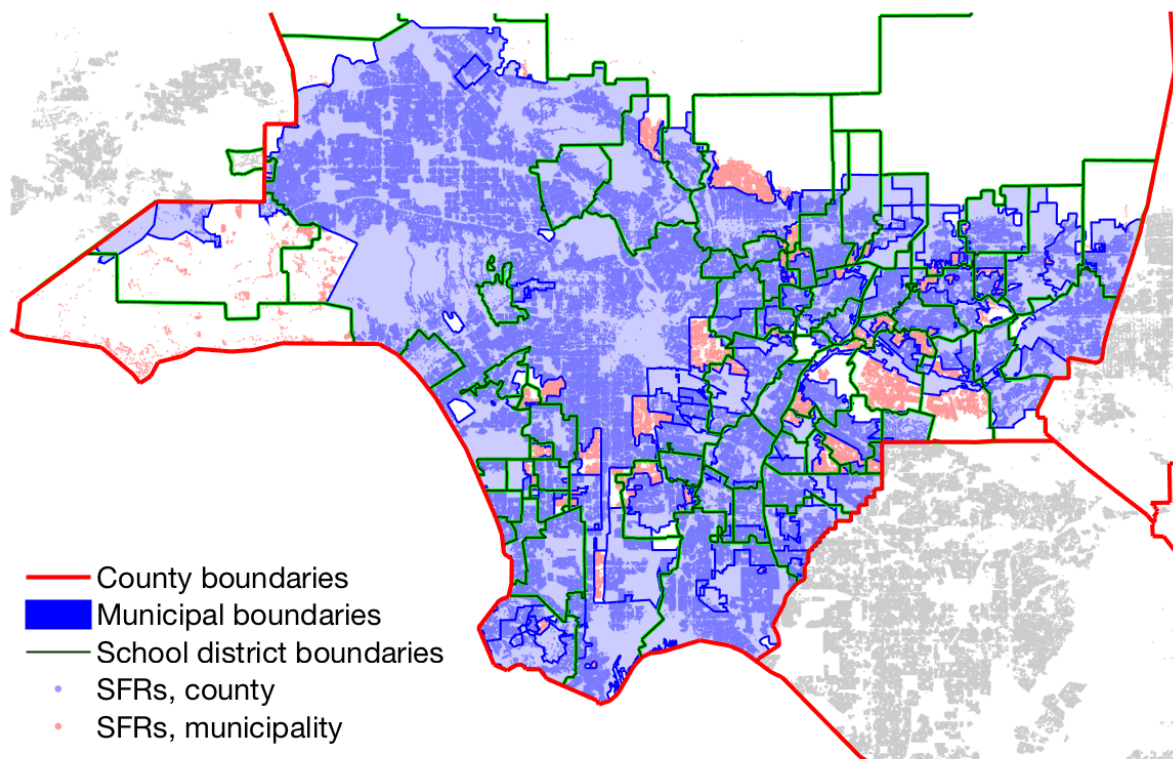 County boundaries
Municipal boundaries
School district boundaries
SFRs, county
SFRs, municipality